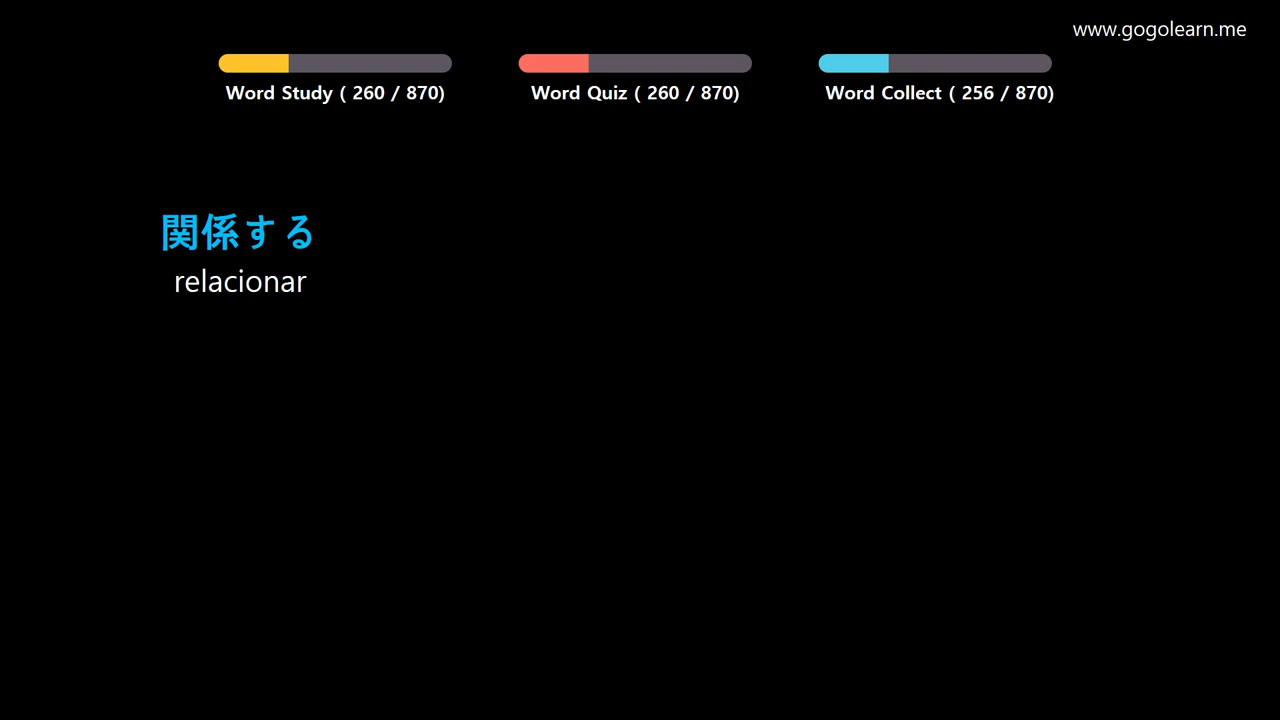 www.gogolearn.me
Word Study ( 260 / 870)
Word Quiz ( 260 / 870)
Word Collect ( 256 / 870)
関係する
relacionar